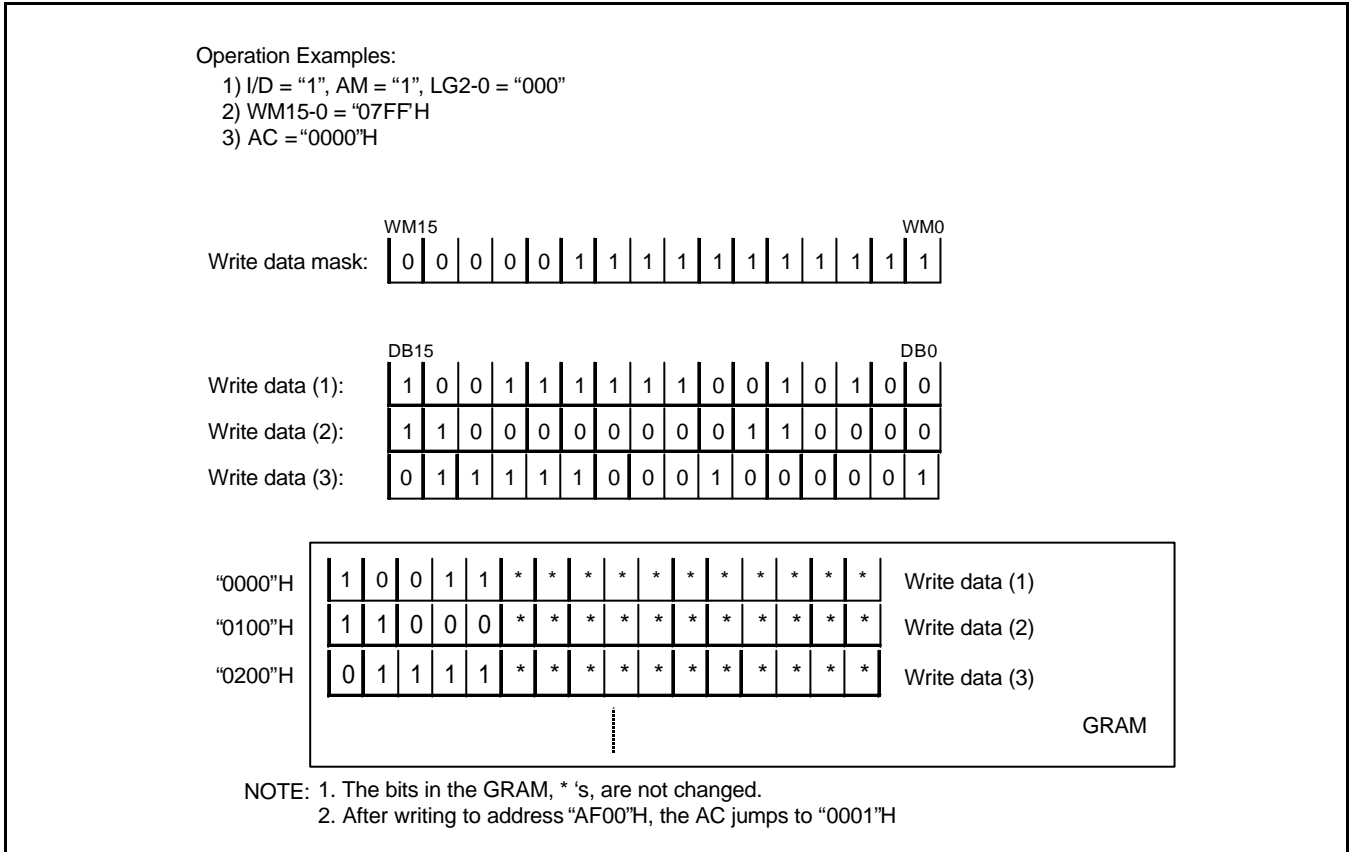 Operation Examples:
1) I/D = “1”, AM = “1”, LG2-0 = “000”
2) WM15-0 = “07FF’H
3) AC =“0000”H
WM15 WM0
Write data mask: 0 0 0 0 0 1 1 1 1 1 1 1 1 1 1 1
DB15 DB0
Write data (1): 1 0 0 1 1 1 1 1 1 0 0 1 0 1 0 0
Write data (2): 1 1 0 0 0 0 0 0 0 0 1 1 0 0 0 0
Write data (3): 0 1 1 1 1 1 0 0 0 1 0 0 0 0 0 1
“0000”H 1 0 0 1 1 * * * * * * * * * * * Write data (1)
“0100”H 1 1 0 0 0 * * * * * * * * * * * Write data (2)
“0200”H 0 1 1 1 1 * * * * * * * * * * * Write data (3)
GRAM
NOTE: 1. The bits in the GRAM, * ‘s, are not changed.
2. After writing to address “AF00”H, the AC jumps to “0001”H